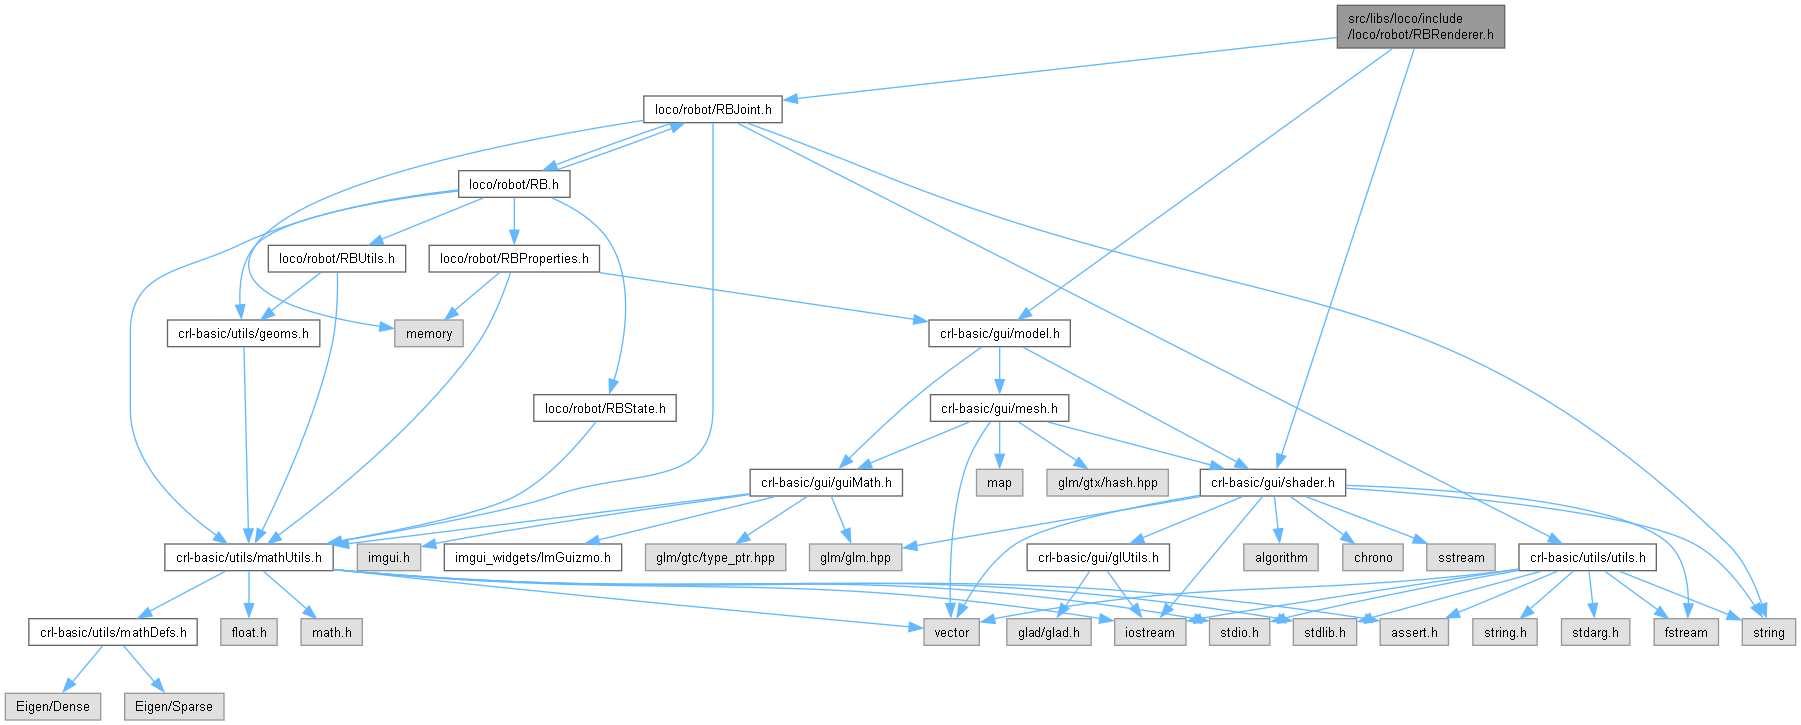 src/libs/loco/include
/loco/robot/RBRenderer.h
loco/robot/RBJoint.h
loco/robot/RB.h
loco/robot/RBUtils.h
loco/robot/RBProperties.h
crl-basic/utils/geoms.h
memory
crl-basic/gui/model.h
loco/robot/RBState.h
crl-basic/gui/mesh.h
crl-basic/gui/guiMath.h
map
glm/gtx/hash.hpp
crl-basic/gui/shader.h
crl-basic/utils/mathUtils.h
imgui.h
imgui_widgets/ImGuizmo.h
glm/gtc/type_ptr.hpp
glm/glm.hpp
crl-basic/gui/glUtils.h
algorithm
chrono
sstream
crl-basic/utils/utils.h
crl-basic/utils/mathDefs.h
float.h
math.h
vector
glad/glad.h
iostream
stdio.h
stdlib.h
assert.h
string.h
stdarg.h
fstream
string
Eigen/Dense
Eigen/Sparse